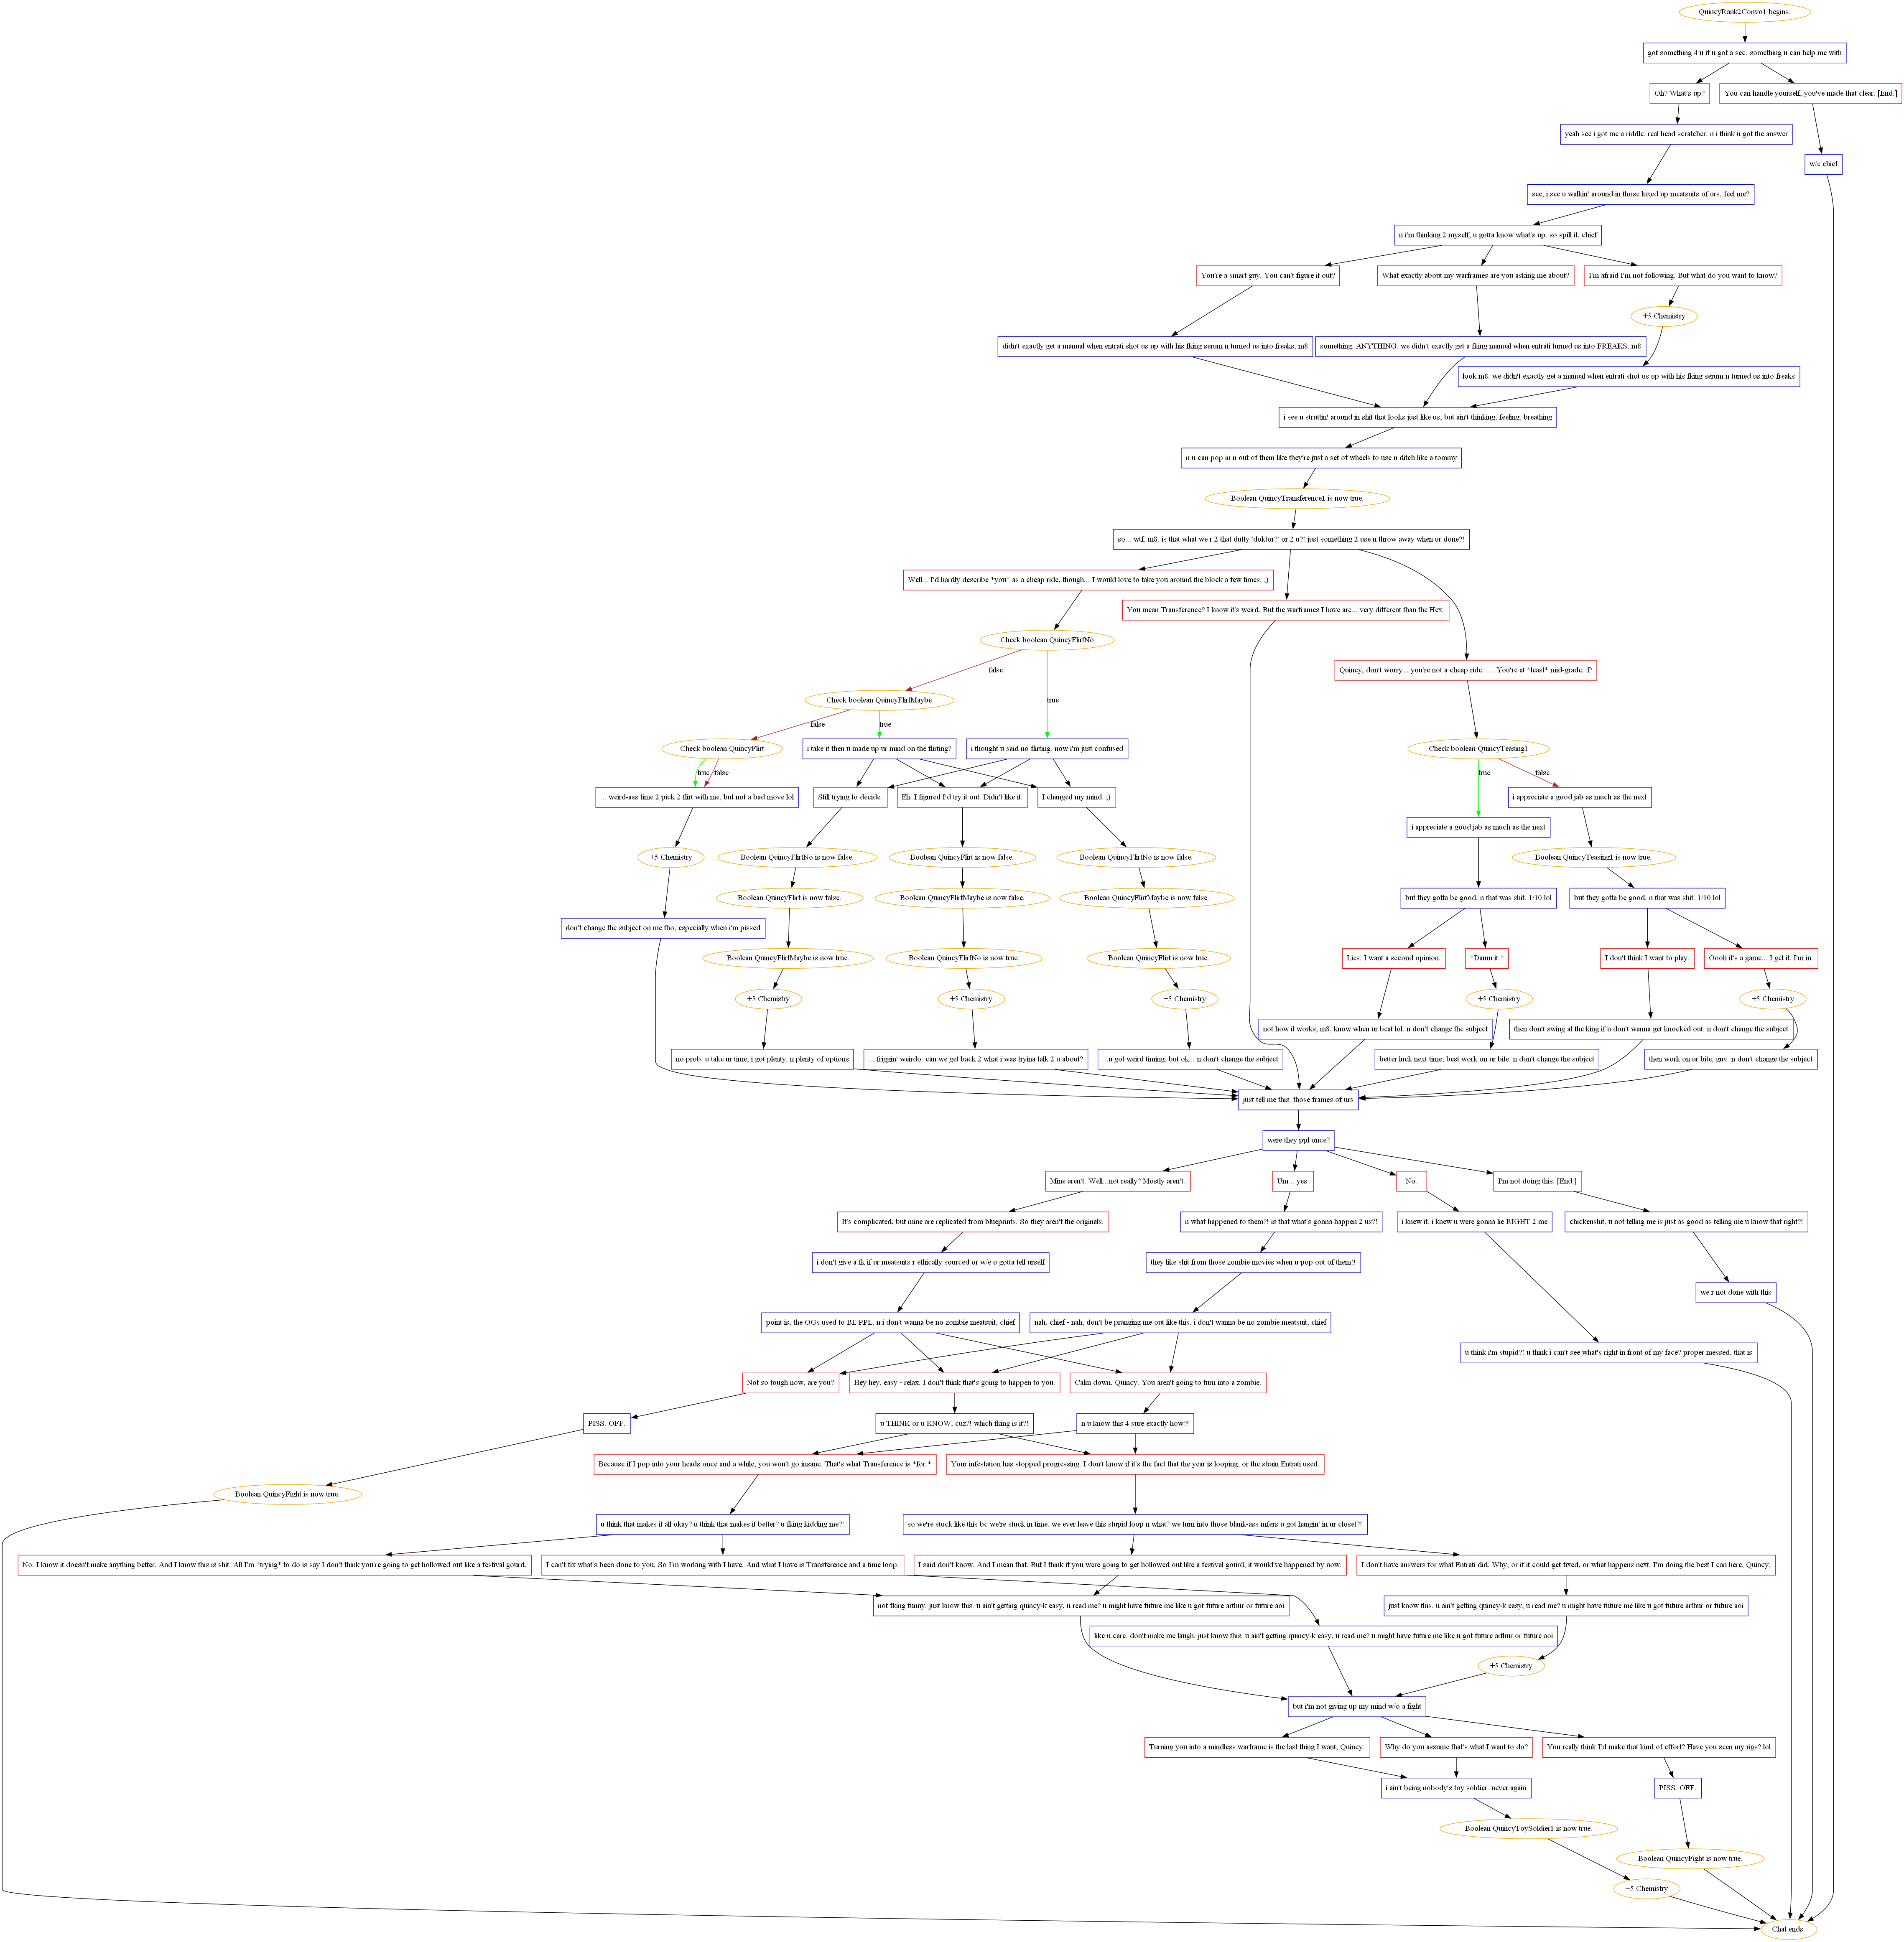 QuincyRank2Convo1 begins.
got something 4 u if u got a sec. something u can help me with
Oh? What's up?
You can handle yourself, you've made that clear. [End.]
yeah see i got me a riddle. real head scratcher. n i think u got the answer
w/e chief
see, i see u walkin' around in those luxed up meatsuits of urs, feel me?
n i'm thinking 2 myself, u gotta know what's up. so spill it, chief
You're a smart guy. You can't figure it out?
What exactly about my warframes are you asking me about?
I'm afraid I'm not following. But what do you want to know?
+5 Chemistry
didn't exactly get a manual when entrati shot us up with his fking serum n turned us into freaks, m8
something. ANYTHING. we didn't exactly get a fking manual when entrati turned us into FREAKS, m8
look m8. we didn't exactly get a manual when entrati shot us up with his fking serum n turned us into freaks
i see u struttin' around in shit that looks just like us, but ain't thinking, feeling, breathing
n u can pop in n out of them like they're just a set of wheels to use n ditch like a tommy
Boolean QuincyTransference1 is now true.
so... wtf, m8. is that what we r 2 that dutty 'doktor?' or 2 u?! just something 2 use n throw away when ur done?!
Well... I'd hardly describe *you* as a cheap ride, though... I would love to take you around the block a few times. ;)
You mean Transference? I know it's weird. But the warframes I have are... very different than the Hex.
Check boolean QuincyFlirtNo
false
Quincy, don't worry... you're not a cheap ride. .... You're at *least* mid-grade. :P
Check boolean QuincyFlirtMaybe
true
false
true
Check boolean QuincyFlirt
i take it then u made up ur mind on the flirting?
i thought u said no flirting. now i'm just confused
Check boolean QuincyTeasing1
true
false
true
false
... weird-ass time 2 pick 2 flirt with me, but not a bad move lol
Still trying to decide.
Eh. I figured I'd try it out. Didn't like it.
I changed my mind. ;)
i appreciate a good jab as much as the next
i appreciate a good jab as much as the next
+5 Chemistry
Boolean QuincyFlirtNo is now false.
Boolean QuincyFlirt is now false.
Boolean QuincyFlirtNo is now false.
Boolean QuincyTeasing1 is now true.
Boolean QuincyFlirt is now false.
Boolean QuincyFlirtMaybe is now false.
Boolean QuincyFlirtMaybe is now false.
but they gotta be good. n that was shit. 1/10 lol
but they gotta be good. n that was shit. 1/10 lol
don't change the subject on me tho, especially when i'm pissed
Boolean QuincyFlirtMaybe is now true.
Boolean QuincyFlirtNo is now true.
Boolean QuincyFlirt is now true.
Lies. I want a second opinion.
*Damn it.*
I don't think I want to play.
Oooh it's a game... I get it. I'm in.
+5 Chemistry
+5 Chemistry
+5 Chemistry
+5 Chemistry
+5 Chemistry
not how it works, m8, know when ur beat lol. n don't change the subject
then don't swing at the king if u don't wanna get knocked out. n don't change the subject
no prob. u take ur time, i got plenty. n plenty of options
... friggin' weirdo. can we get back 2 what i was tryina talk 2 u about?
...u got weird timing, but ok... n don't change the subject
better luck next time, best work on ur bite. n don't change the subject
then work on ur bite, guv. n don't change the subject
just tell me this. those frames of urs
were they ppl once?
Mine aren't. Well...not really? Mostly aren't.
Um... yes.
No.
I'm not doing this. [End.]
It's complicated, but mine are replicated from blueprints. So they aren't the originals.
n what happened to them?! is that what's gonna happen 2 us?!
i knew it. i knew u were gonna lie RIGHT 2 me
chickenshit, u not telling me is just as good as telling me u know that right?!
i don't give a fk if ur meatsuits r ethically sourced or w/e u gotta tell urself
they like shit from those zombie movies when u pop out of them!!
we r not done with this
point is, the OGs used to BE PPL, n i don't wanna be no zombie meatsuit, chief
nah, chief - nah, don't be pranging me out like this, i don't wanna be no zombie meatsuit, chief
u think i'm stupid?! u think i can't see what's right in front of my face? proper messed, that is
Not so tough now, are you?
Hey hey, easy - relax. I don't think that's going to happen to you.
Calm down, Quincy. You aren't going to turn into a zombie.
PISS. OFF.
u THINK or u KNOW, cuz?! which fking is it?!
n u know this 4 sure exactly how?!
Because if I pop into your heads once and a while, you won't go insane. That's what Transference is *for.*
Your infestation has stopped progressing. I don't know if it's the fact that the year is looping, or the strain Entrati used.
Boolean QuincyFight is now true.
u think that makes it all okay? u think that makes it better? u fking kidding me?!
so we're stuck like this bc we're stuck in time. we ever leave this stupid loop n what? we turn into those blank-ass mfers u got hangin' in ur closet?!
No. I know it doesn't make anything better. And I know this is shit. All I'm *trying* to do is say I don't think you're going to get hollowed out like a festival gourd.
I can't fix what's been done to you. So I'm working with I have. And what I have is Transference and a time loop.
I said don't know. And I mean that. But I think if you were going to get hollowed out like a festival gourd, it would've happened by now.
I don't have answers for what Entrati did. Why, or if it could get fixed, or what happens next. I'm doing the best I can here, Quincy.
not fking funny. just know this. u ain't getting quincy-k easy, u read me? u might have future me like u got future arthur or future aoi
just know this. u ain't getting quincy-k easy, u read me? u might have future me like u got future arthur or future aoi
like u care. don't make me laugh. just know this. u ain't getting quincy-k easy, u read me? u might have future me like u got future arthur or future aoi
+5 Chemistry
but i'm not giving up my mind w/o a fight
Turning you into a mindless warframe is the last thing I want, Quincy.
Why do you assume that's what I want to do?
You really think I'd make that kind of effort? Have you seen my rigs? lol
i ain't being nobody's toy soldier. never again
PISS. OFF.
Boolean QuincyToySoldier1 is now true.
Boolean QuincyFight is now true.
+5 Chemistry
Chat ends.